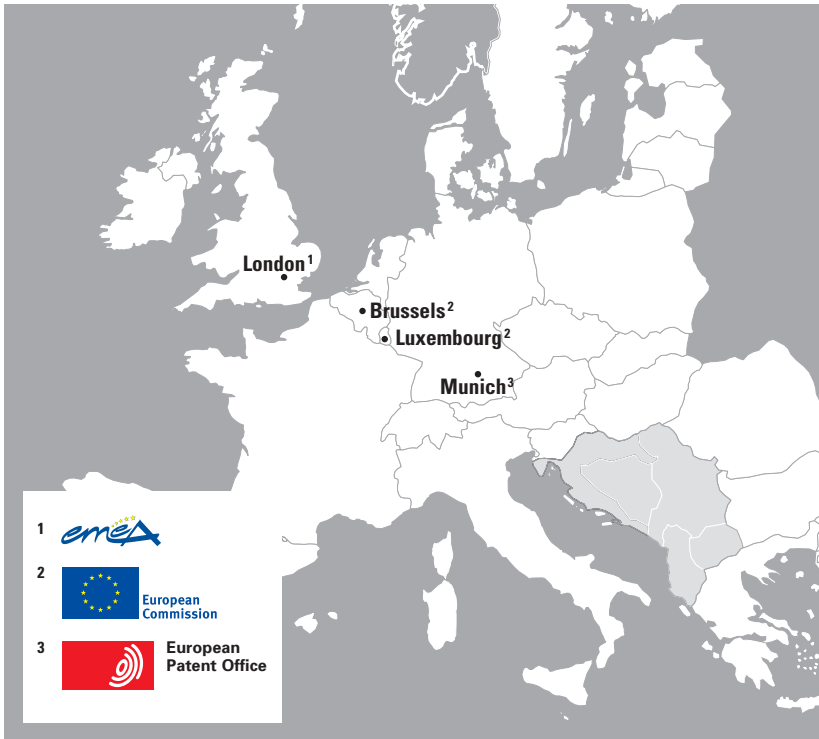 London¹
Brussels²
Luxembourg²
Munich³
1 emeA
2 European
Commission
3 European
Patent Office